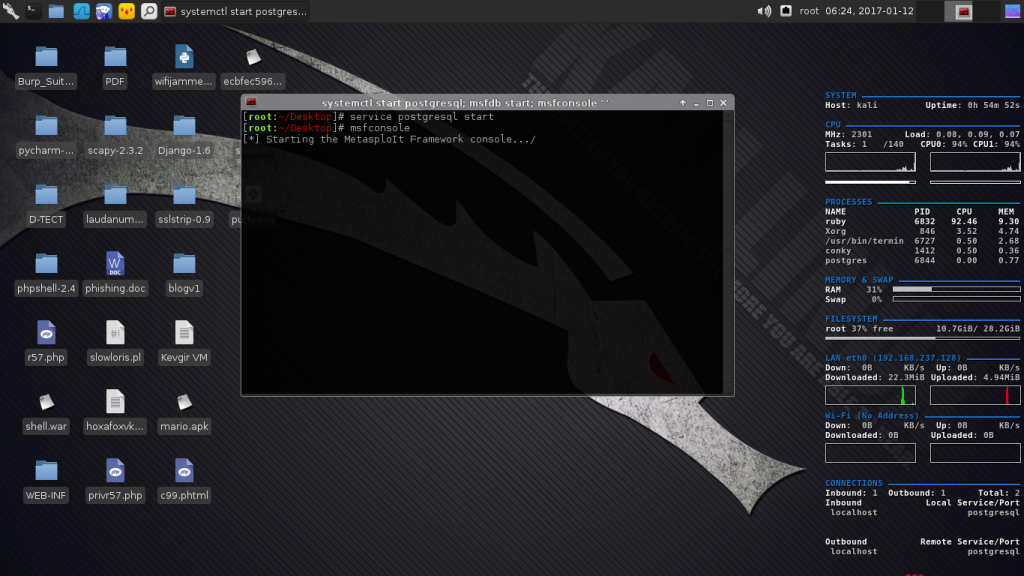 systemctl start postgres...
root 06:24, 2017-01-12
Burp_Suit...
PDF
wifijamme...
ecbfec596...
pycharm-...
scapy-2.3.2
Django-1.6
D-TECT
laudanum...
sslstrip-0.9
phpshell-2.4
phishing.doc
blogv1
r57.php
slowloris.pl
Kevgir VM
shell.war
hoxafoxvk...
mario.apk
WEB-INF
privr57.php
c99.phtml
systemctl start postgresql; msfdb start; msfconsole ""
[root:~/Desktop]# service postgresql start
[root:~/Desktop]# msfconsole
[*] Starting the MetasploIt Framework console.../
SYSTEM
Host: kali Uptime: 0h 54m 52s
CPU
MHz: 2301 Load: 0.08, 0.09, 0.07
Tasks: 1 /140 CPU0: 94% CPU1: 94%
PROCESSES
NAME PID CPU MEM
ruby 6832 92.46 9.30
Xorg 846 3.52 4.74
/usr/bin/termin 6727 0.50 2.68
conky 1412 0.50 0.36
postgres 6844 0.00 0.77
MEMORY & SWAP
RAM 31%
Swap 0%
FILESYSTEM
root 37% free 10.7GiB/ 28.2GiB
LAN eth0 (192.168.237.128)
Down: 0B KB/s Up: 0B KB/s
Downloaded: 22.3MiB Uploaded: 4.94MiB
Wi-Fi (No Address)
Down: 0B KB/s Up: 0B KB/s
Downloaded: 0B Uploaded: 0B
CONNECTIONS
Inbound: 1 Outbound: 1 Total: 2
Inbound Local Service/Port
localhost postgresql
Outbound Remote Service/Port
localhost postgresql